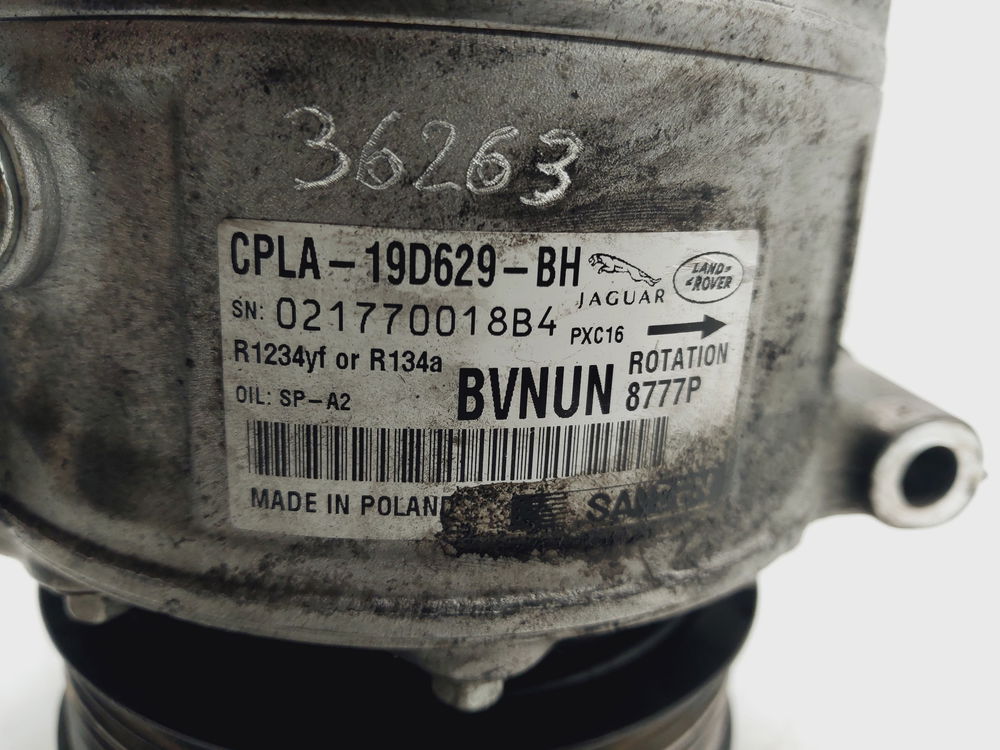 36263
CPLA-19D629-BH
JAGUAR
LAND-
-ROVER
SN: 021770018B4
PXC16
R1234yf or R134a
ROTATION
OIL: SP-A2
BVNUN
8777P
MADE IN POLAND